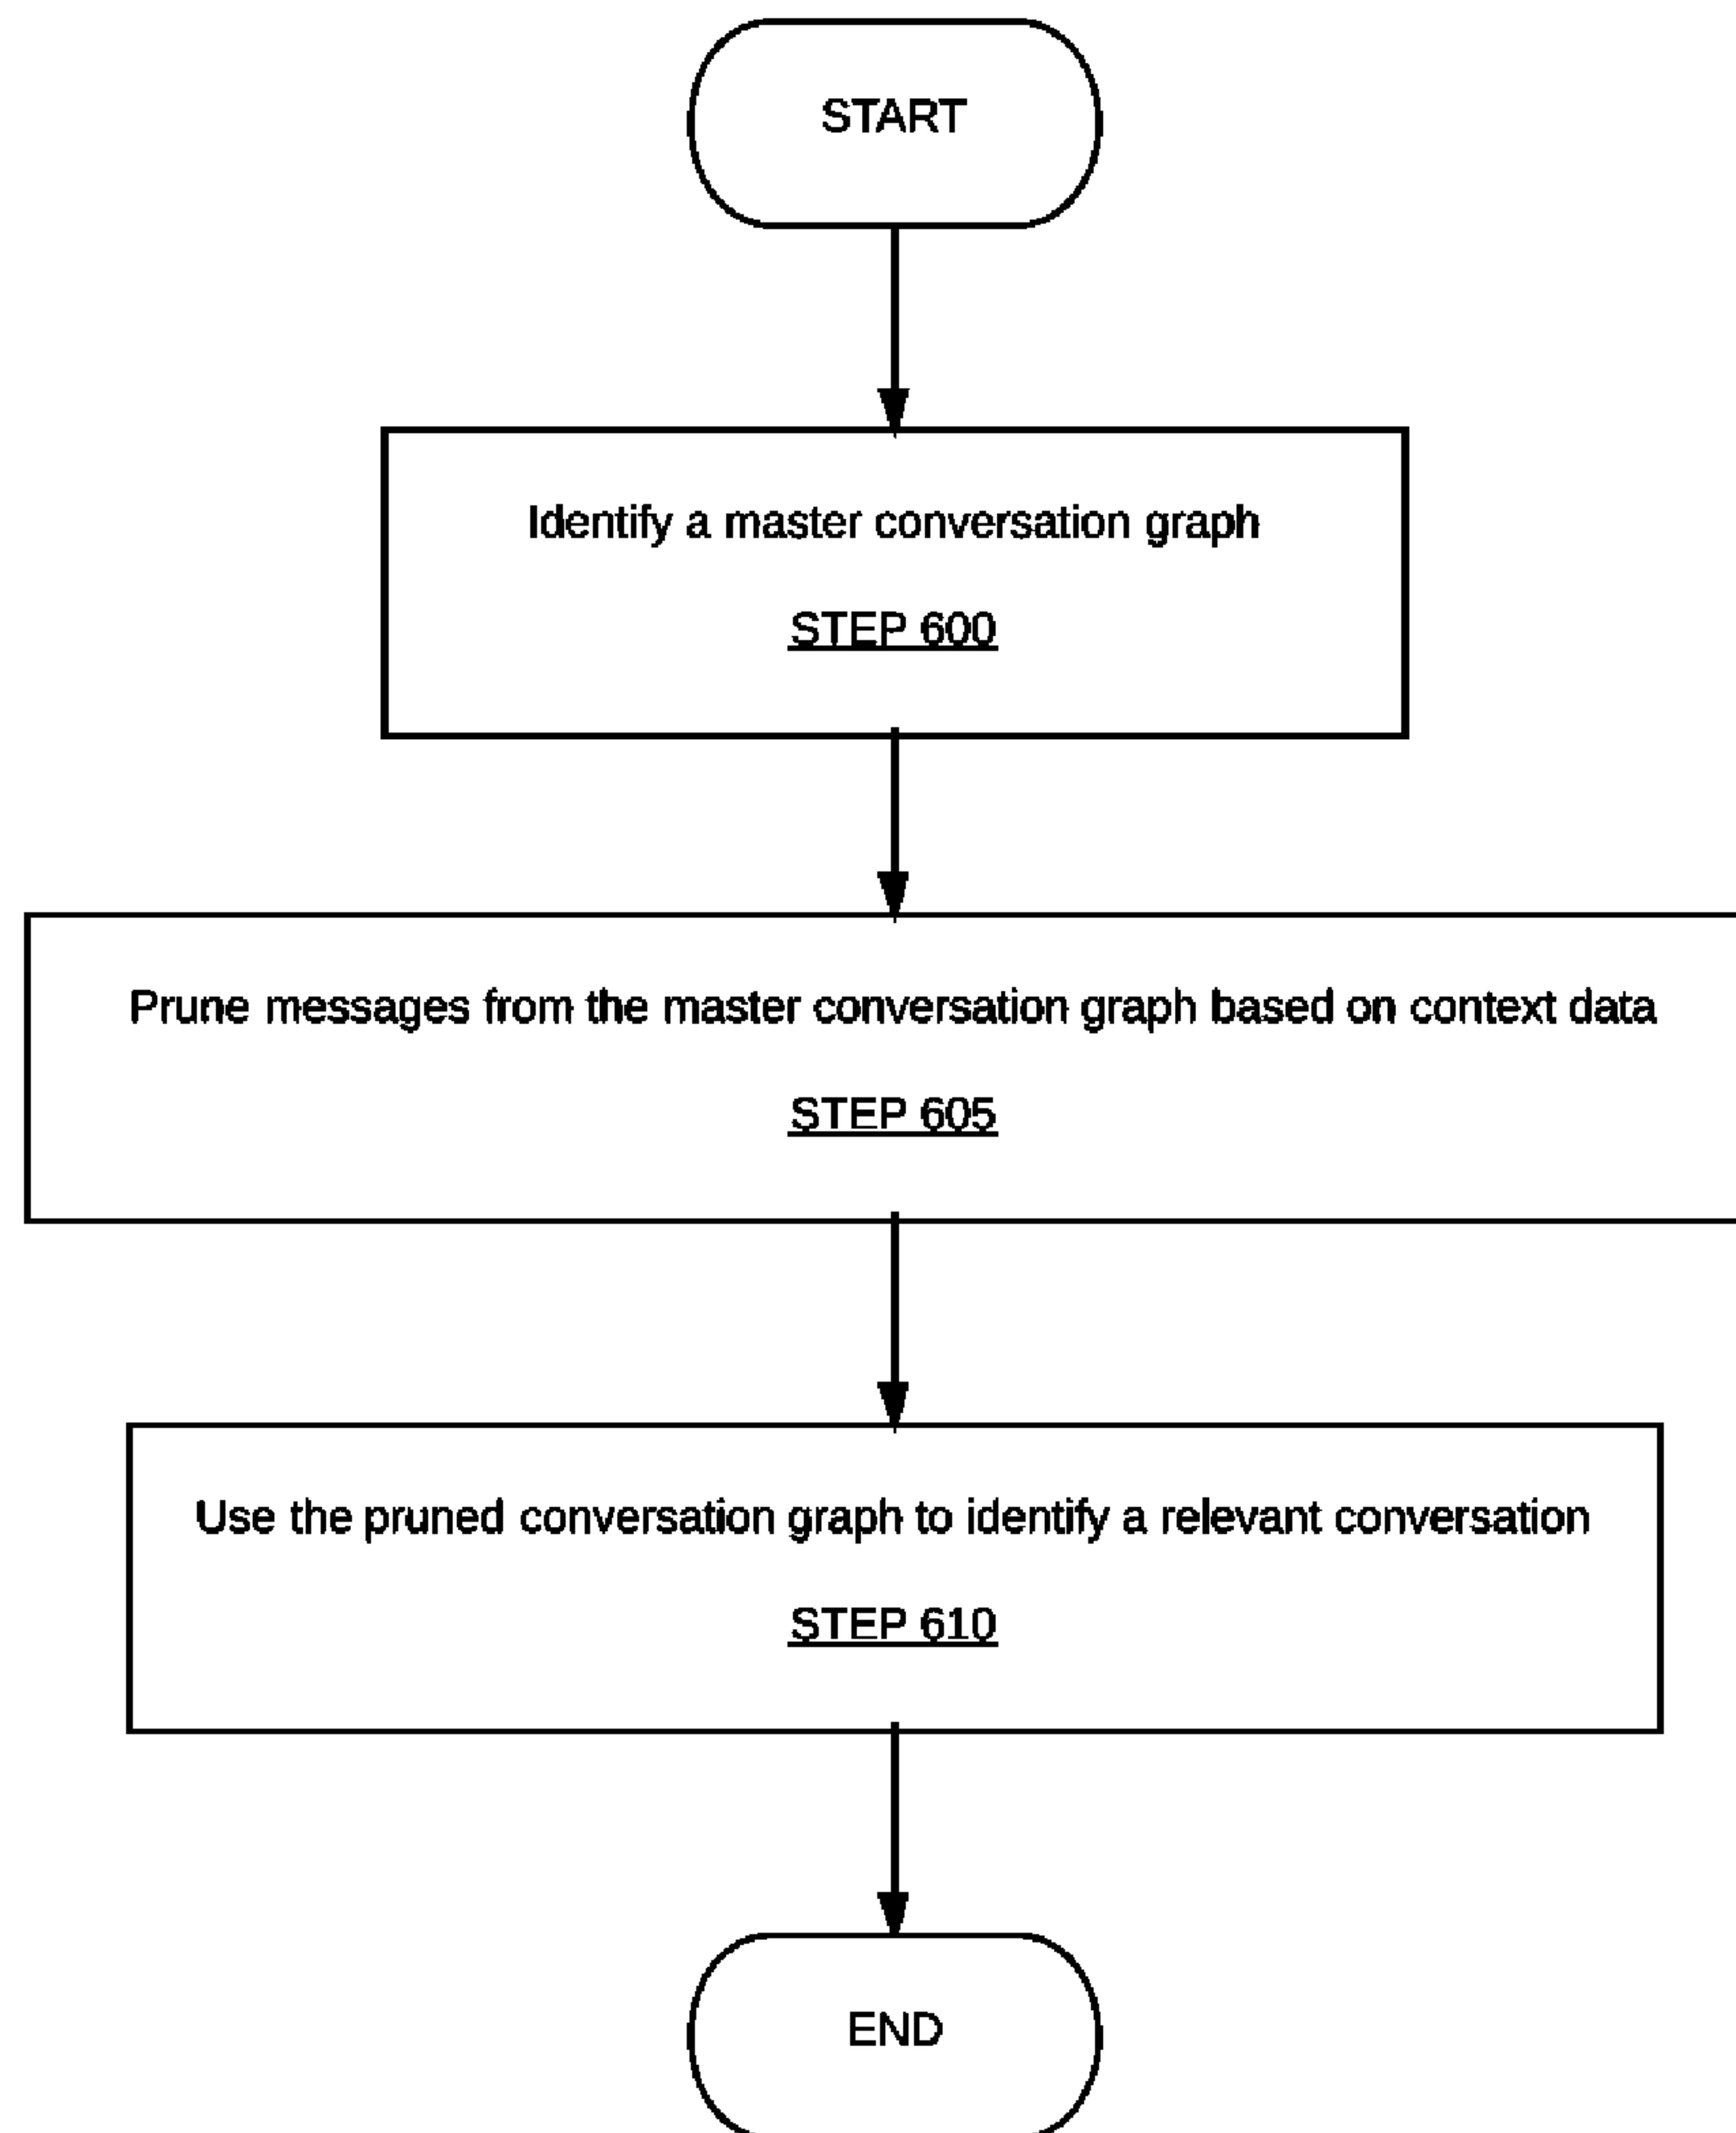 START
Identify a master conversation graph
STEP 600
Prune messages from the master conversation graph based on context data
STEP 605
Use the pruned conversation graph to identify a relevant conversation
STEP 610
END